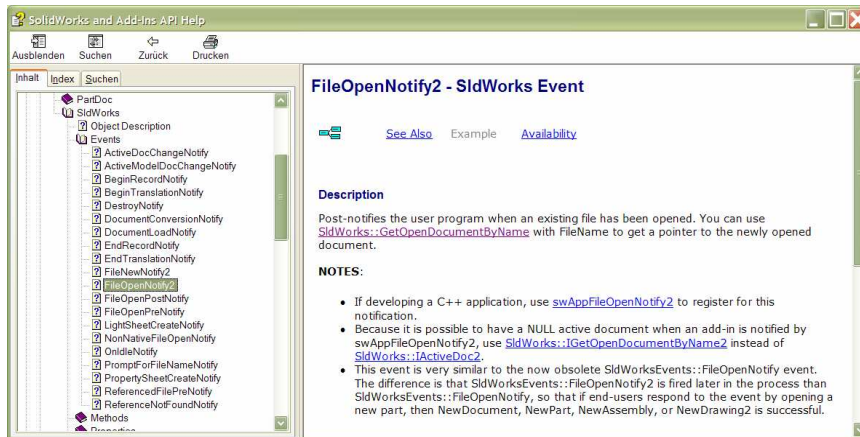 SolidWorks and Add-Ins API Help
Ausblenden Suchen Zurück Drucken
Inhalt Index Suchen
PartDoc
SldWorks
Object Description
Events
ActiveDocChangeNotify
ActiveModelDocChangeNotify
BeginRecordNotify
BeginTranslationNotify
DestroyNotify
DocumentConversionNotify
DocumentLoadNotify
EndRecordNotify
EndTranslationNotify
FileNewNotify2
FileOpenNotify2
FileOpenPostNotify
FileOpenPreNotify
LightSheetCreateNotify
NonNativeFileOpenNotify
OnIdleNotify
PromptForFileNameNotify
PropertySheetCreateNotify
ReferencedFilePreNotify
ReferenceNotFoundNotify
Methods
Properties
FileOpenNotify2 - SldWorks Event
See Also Example Availability
Description
Post-notifies the user program when an existing file has been opened. You can use
SldWorks::GetOpenDocumentByName with FileName to get a pointer to the newly opened
document.
NOTES:
• If developing a C++ application, use swAppFileOpenNotify2 to register for this
notification.
• Because it is possible to have a NULL active document when an add-in is notified by
swAppFileOpenNotify2, use SldWorks::IGetOpenDocumentByName2 instead of
SldWorks::IActiveDoc2.
• This event is very similar to the now obsolete SldWorksEvents::FileOpenNotify event.
The difference is that SldWorksEvents::FileOpenNotify2 is fired later in the process than
SldWorksEvents::FileOpenNotify, so that if end-users respond to the event by opening a
new part, then NewDocument, NewPart, NewAssembly, or NewDrawing2 is successful.